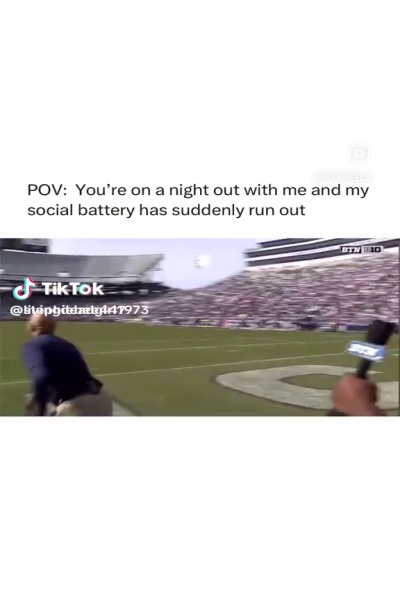 POV: You're on a night out with me and my
social battery has suddenly run out
BTN
TikTok